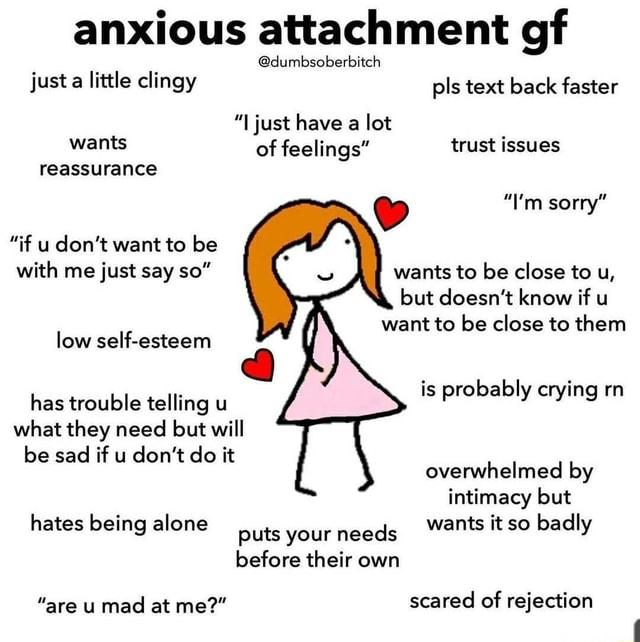 anxious attachment gf
@dumbsoberbitch
just a little clingy
pls text back faster
"I just have a lot
of feelings"
wants
reassurance
trust issues
"I'm sorry"
"if u don't want to be
with me just say so"
wants to be close to u,
but doesn't know if u
want to be close to them
low self-esteem
is probably crying rn
has trouble telling u
what they need but will
be sad if u don't do it
overwhelmed by
intimacy but
wants it so badly
hates being alone
puts your needs
before their own
"are u mad at me?"
scared of rejection